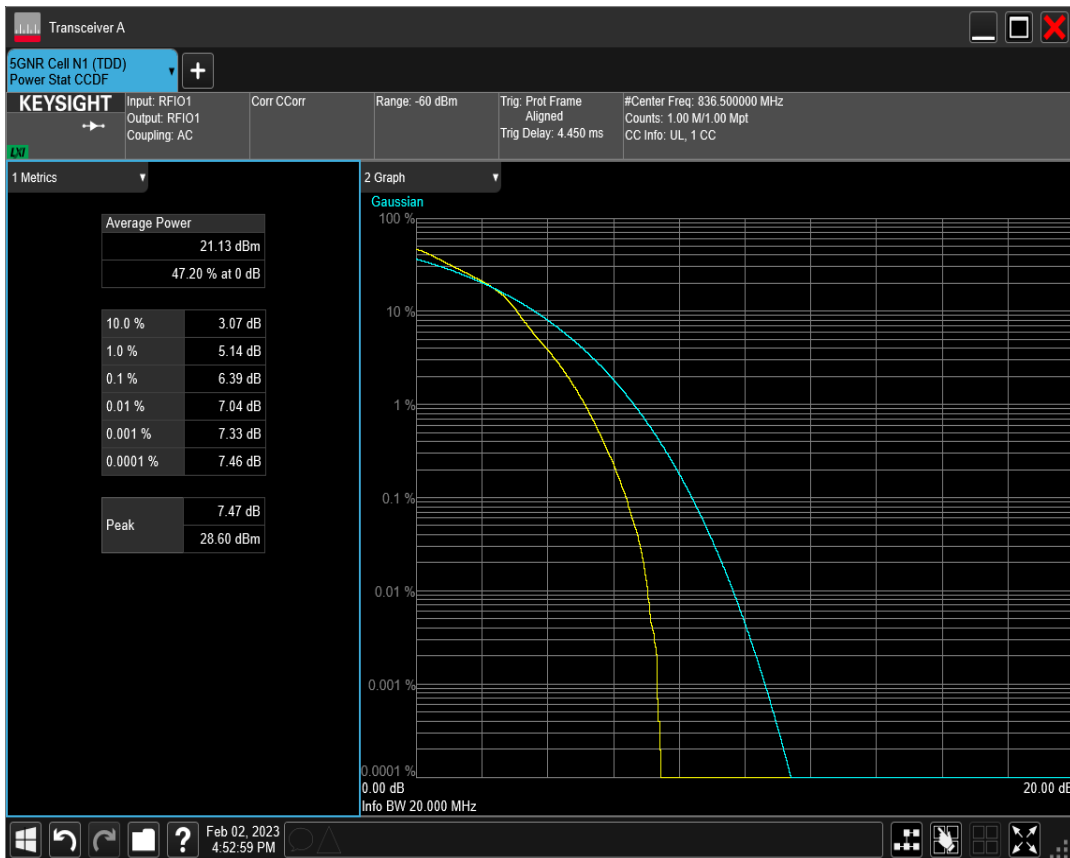 Transceiver A
5GNR Cell N1 (TDD)
Power Stat CCDF
KEYSIGHT
LXI
Input: RFIO1
Output: RFIO1
Coupling: AC
Corr CCorr
Range: -60 dBm
Trig: Prot Frame
Aligned
Trig Delay: 4.450 ms
#Center Freq: 836.500000 MHz
Counts: 1.00 M/1.00 Mpt
CC Info: UL, 1 CC
1 Metrics
Average Power
21.13 dBm
47.20 % at 0 dB
10.0 % 3.07 dB
1.0 % 5.14 dB
0.1 % 6.39 dB
0.01 % 7.04 dB
0.001 % 7.33 dB
0.0001 % 7.46 dB
Peak 7.47 dB
28.60 dBm
2 Graph
Gaussian
100 %
10 %
1 %
0.1 %
0.01 %
0.001 %
0.0001 %
0.00 dB 20.00 dB
Info BW 20.000 MHz
? Feb 02, 2023
4:52:59 PM